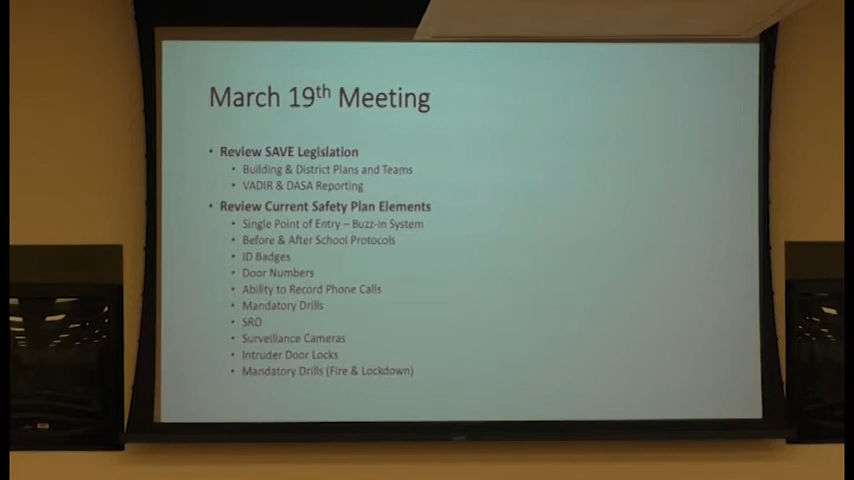 March 19th Meeting
• Review SAVE Legislation
• Building & District Plans and Teams
• VADIR & DASA Reporting
• Review Current Safety Plan Elements
• Single Point of Entry – Buzz-in System
• Before & After School Protocols
• ID Badges
• Door Numbers
• Ability to Record Phone Calls
• Mandatory Drills
• SRO
• Surveillance Cameras
• Intruder Door Locks
• Mandatory Drills (Fire & Lockdown)